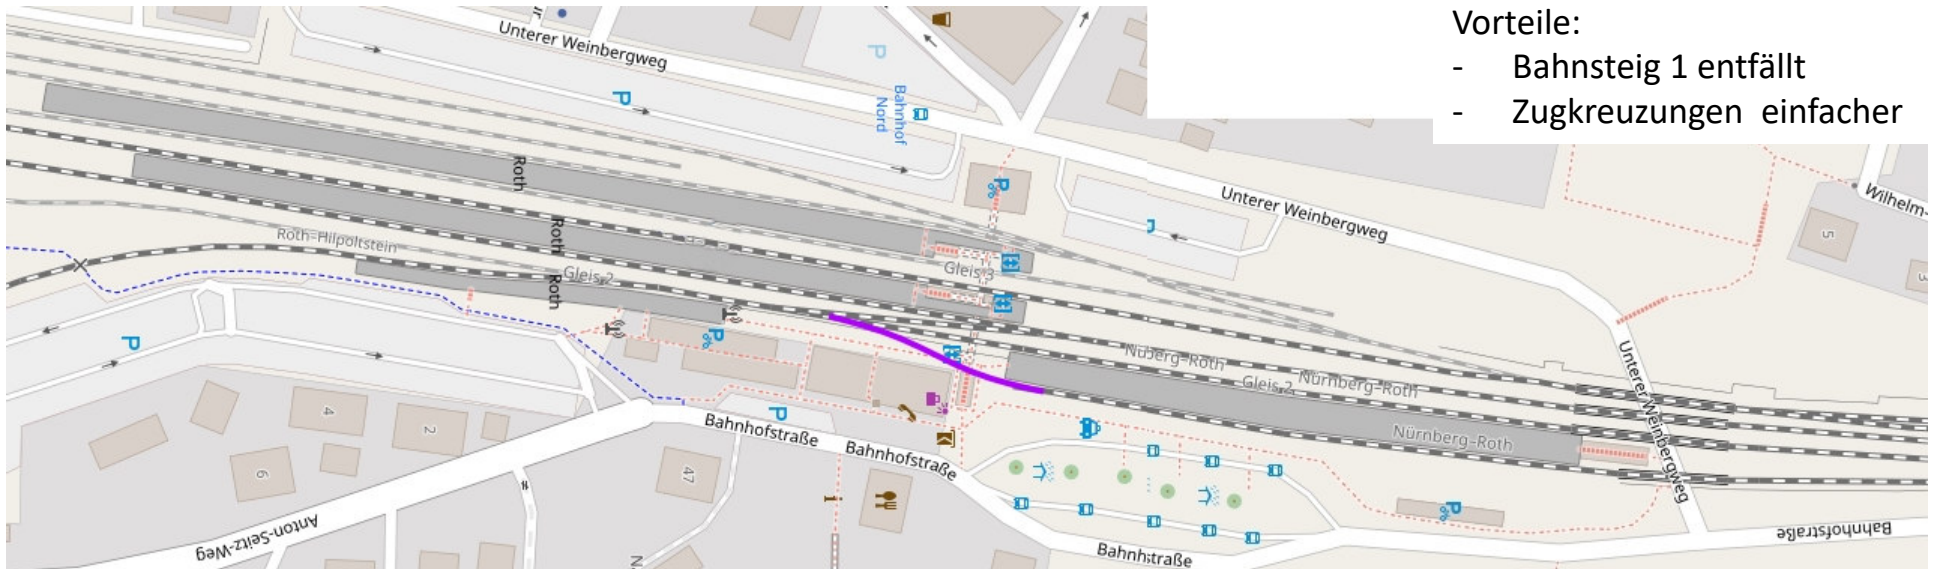 Vorteile:
- Bahnsteig 1 entfällt
- Zugkreuzungen einfacher
Unterer Weinbergweg
P
P
Bahnhof
Nord
P
Unterer Weinbergweg
Wilhelm-
5
3
Roth
Roth
Roth
Roth-Hilpoltstein
Gleis 2
Gleis 3
P
P
P
Nürnberg-Roth
Gleis 2
Nürnberg-Roth
Unterer Weinbergweg
4
2
6
47
Bahnhofstraße
Bahnhofstraße
Nürnberg-Roth
P
Anton-Seitz-Weg
i
N
Bahnhofstraße